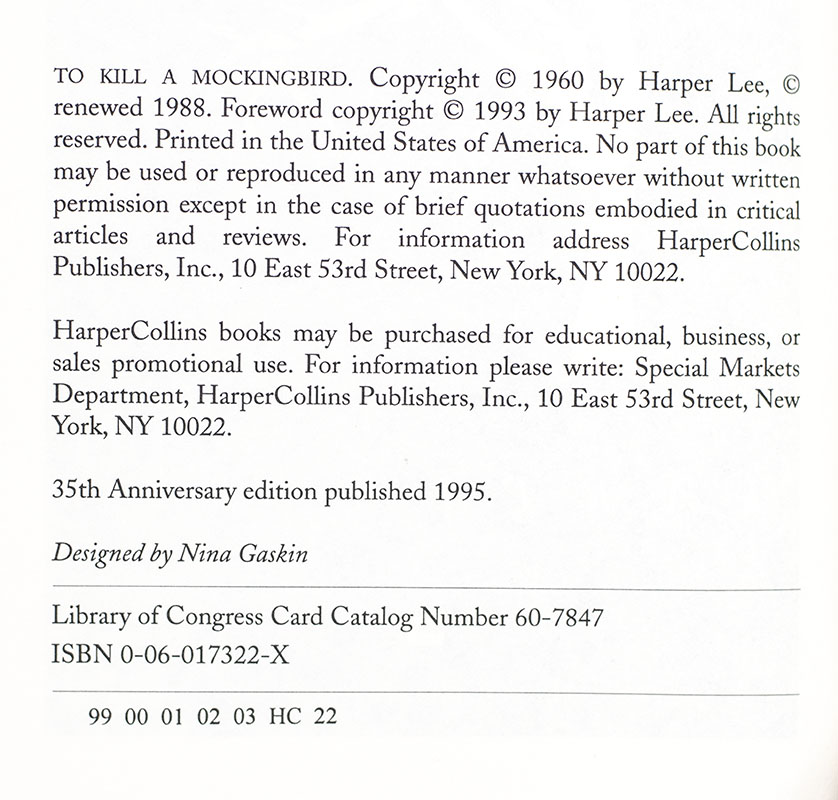 TO KILL A MOCKINGBIRD. Copyright © 1960 by Harper Lee, ©
renewed 1988. Foreword copyright © 1993 by Harper Lee. All rights
reserved. Printed in the United States of America. No part of this book
may be used or reproduced in any manner whatsoever without written
permission except in the case of brief quotations embodied in critical
articles and reviews. For information address HarperCollins
Publishers, Inc., 10 East 53rd Street, New York, NY 10022.
HarperCollins books may be purchased for educational, business, or
sales promotional use. For information please write: Special Markets
Department, HarperCollins Publishers, Inc., 10 East 53rd Street, New
York, NY 10022.
35th Anniversary edition published 1995.
Designed by Nina Gaskin
Library of Congress Card Catalog Number 60-7847
ISBN 0-06-017322-X
99 00 01 02 03 HC 22